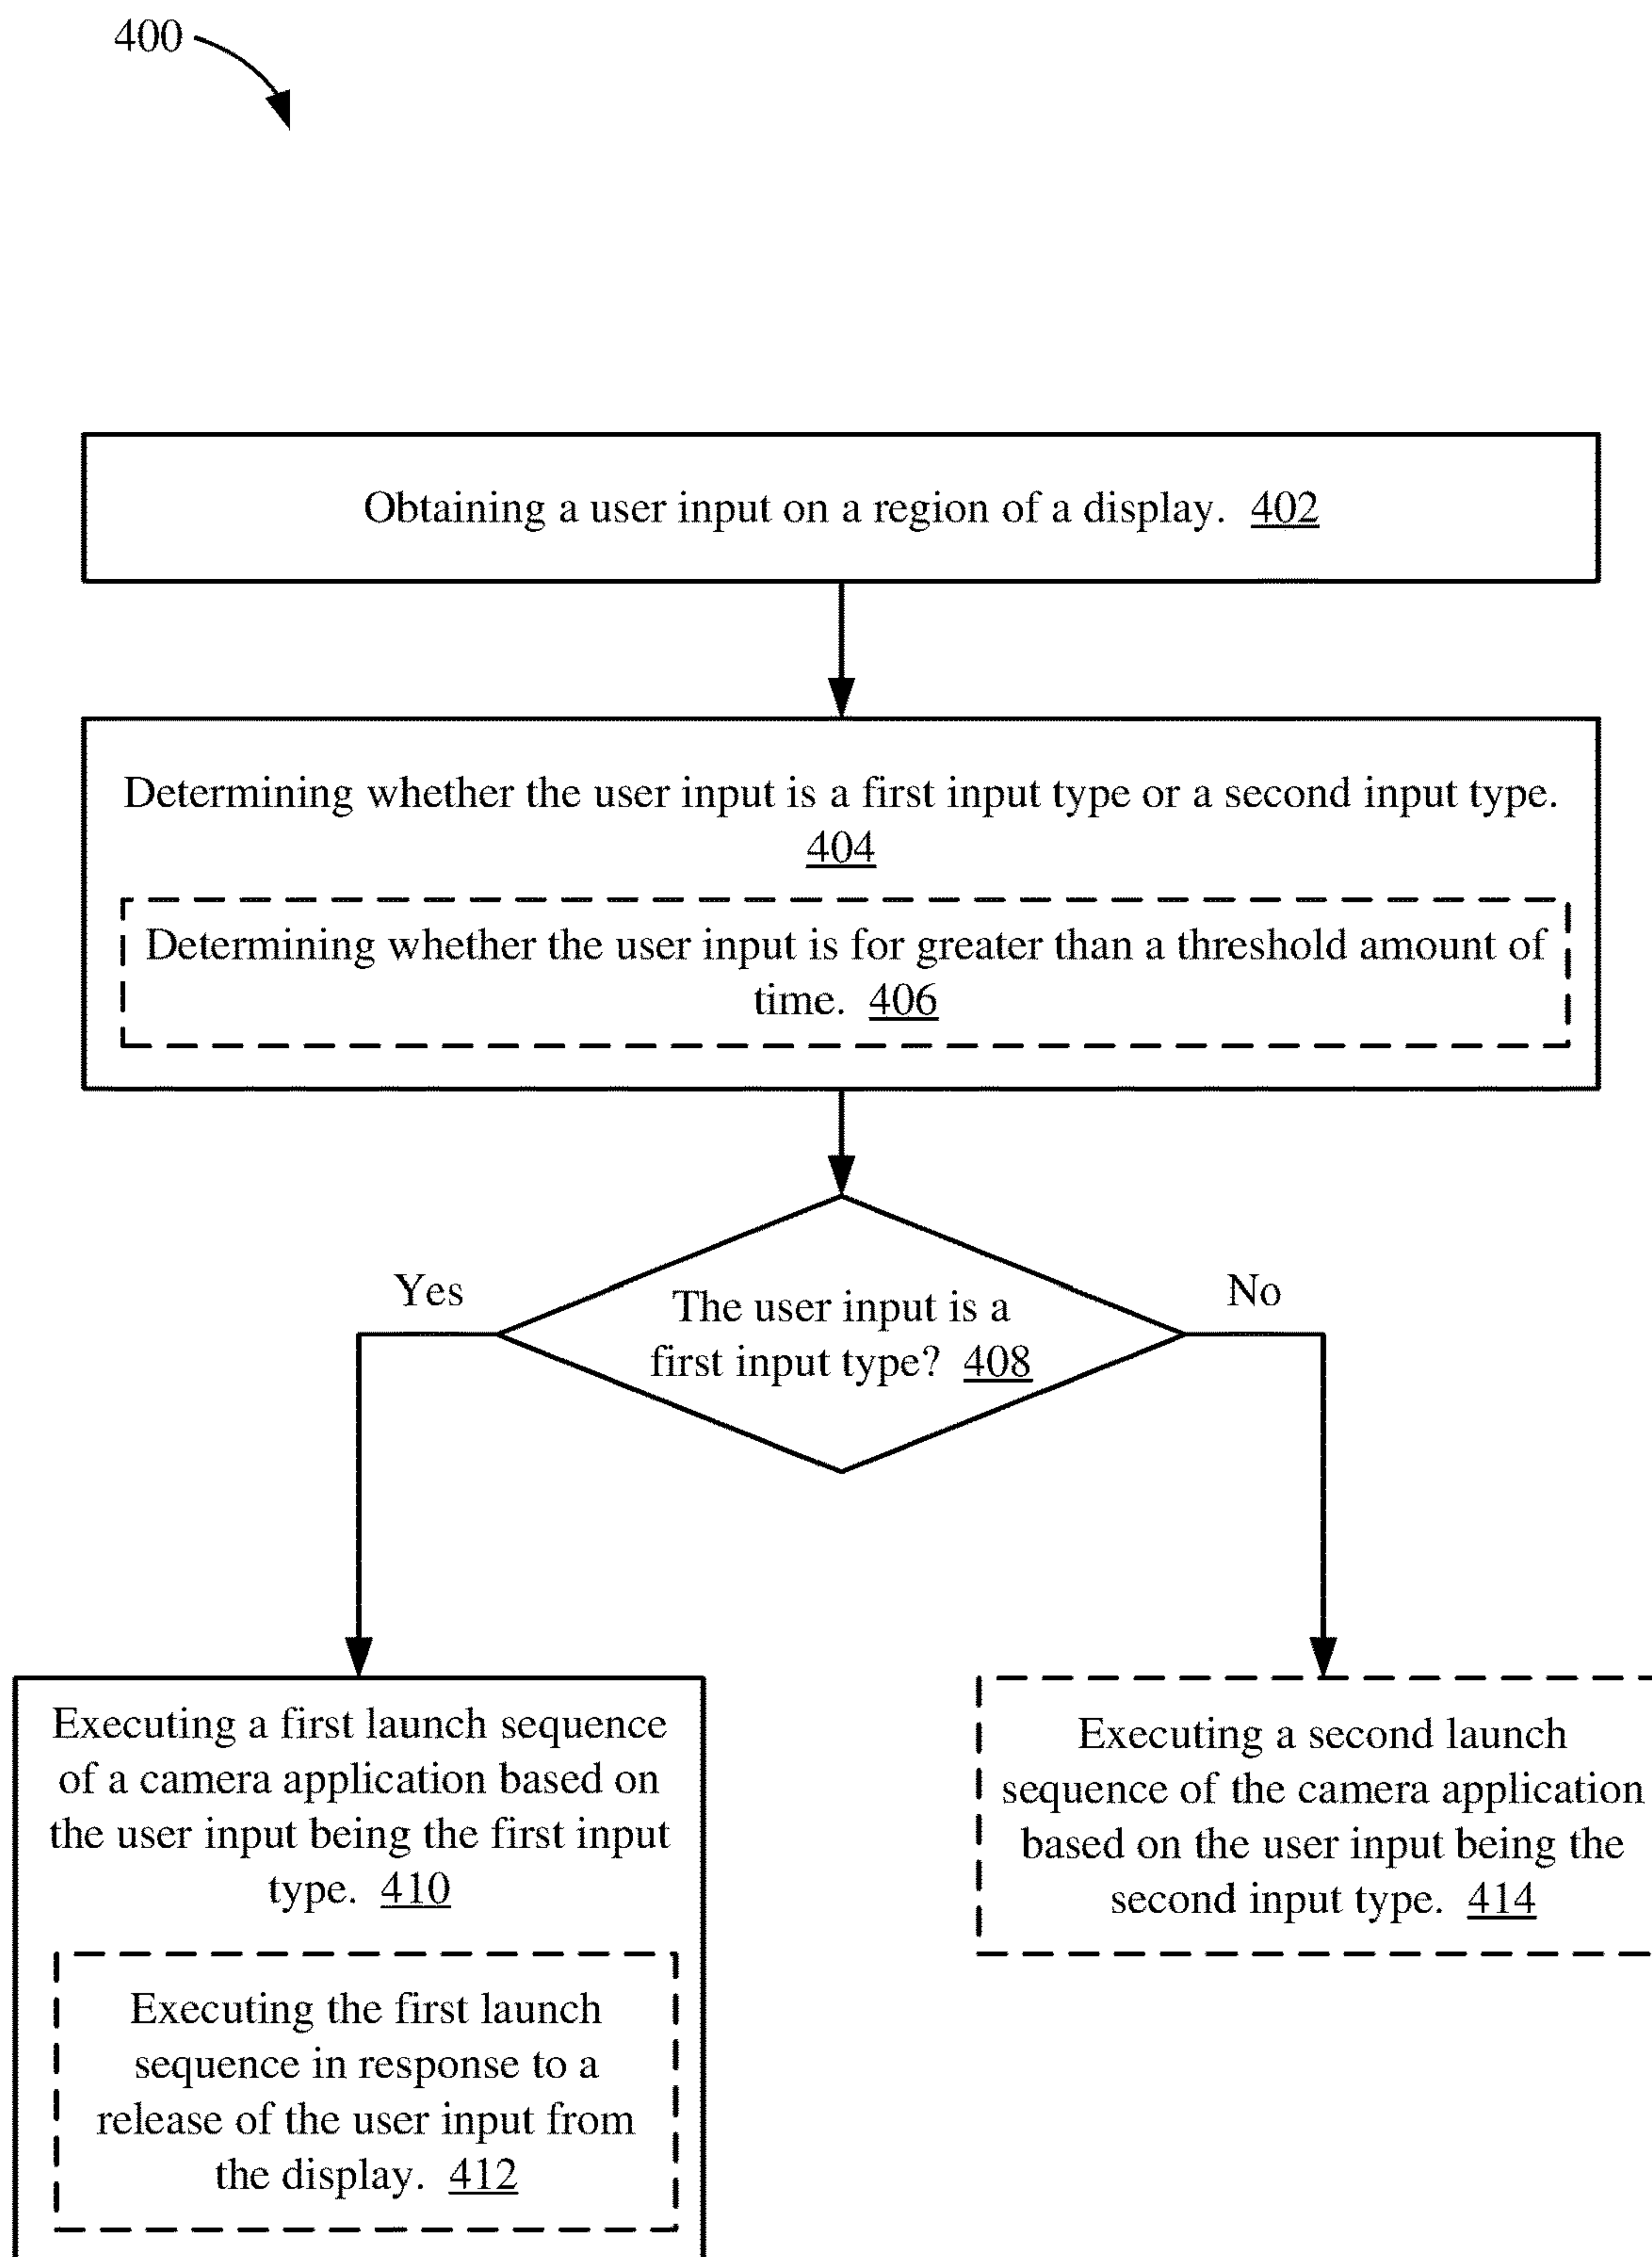 400
Obtaining a user input on a region of a display. 402
Determining whether the user input is a first input type or a second input type.
404
Determining whether the user input is for greater than a threshold amount of
time. 406
Yes
No
The user input is a
first input type? 408
Executing a first launch sequence
of a camera application based on
the user input being the first input
type. 410
Executing the first launch
sequence in response to a
release of the user input from
the display. 412
Executing a second launch
sequence of the camera application
based on the user input being the
second input type. 414